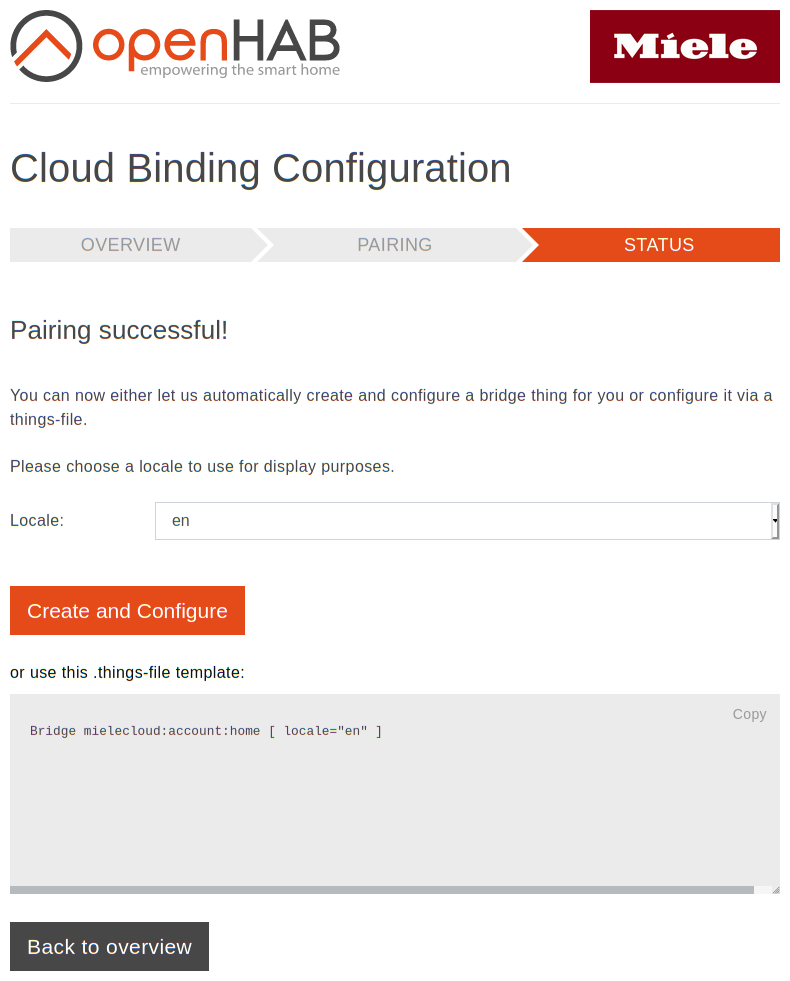 openHAB
empowering the smart home
Miele
Cloud Binding Configuration
OVERVIEW
PAIRING
STATUS
Pairing successful!
You can now either let us automatically create and configure a bridge thing for you or configure it via a
things-file.
Please choose a locale to use for display purposes.
Locale:
en
Create and Configure
or use this .things-file template:
Copy
Bridge mielecloud:account:home [ locale="en" ]
Back to overview